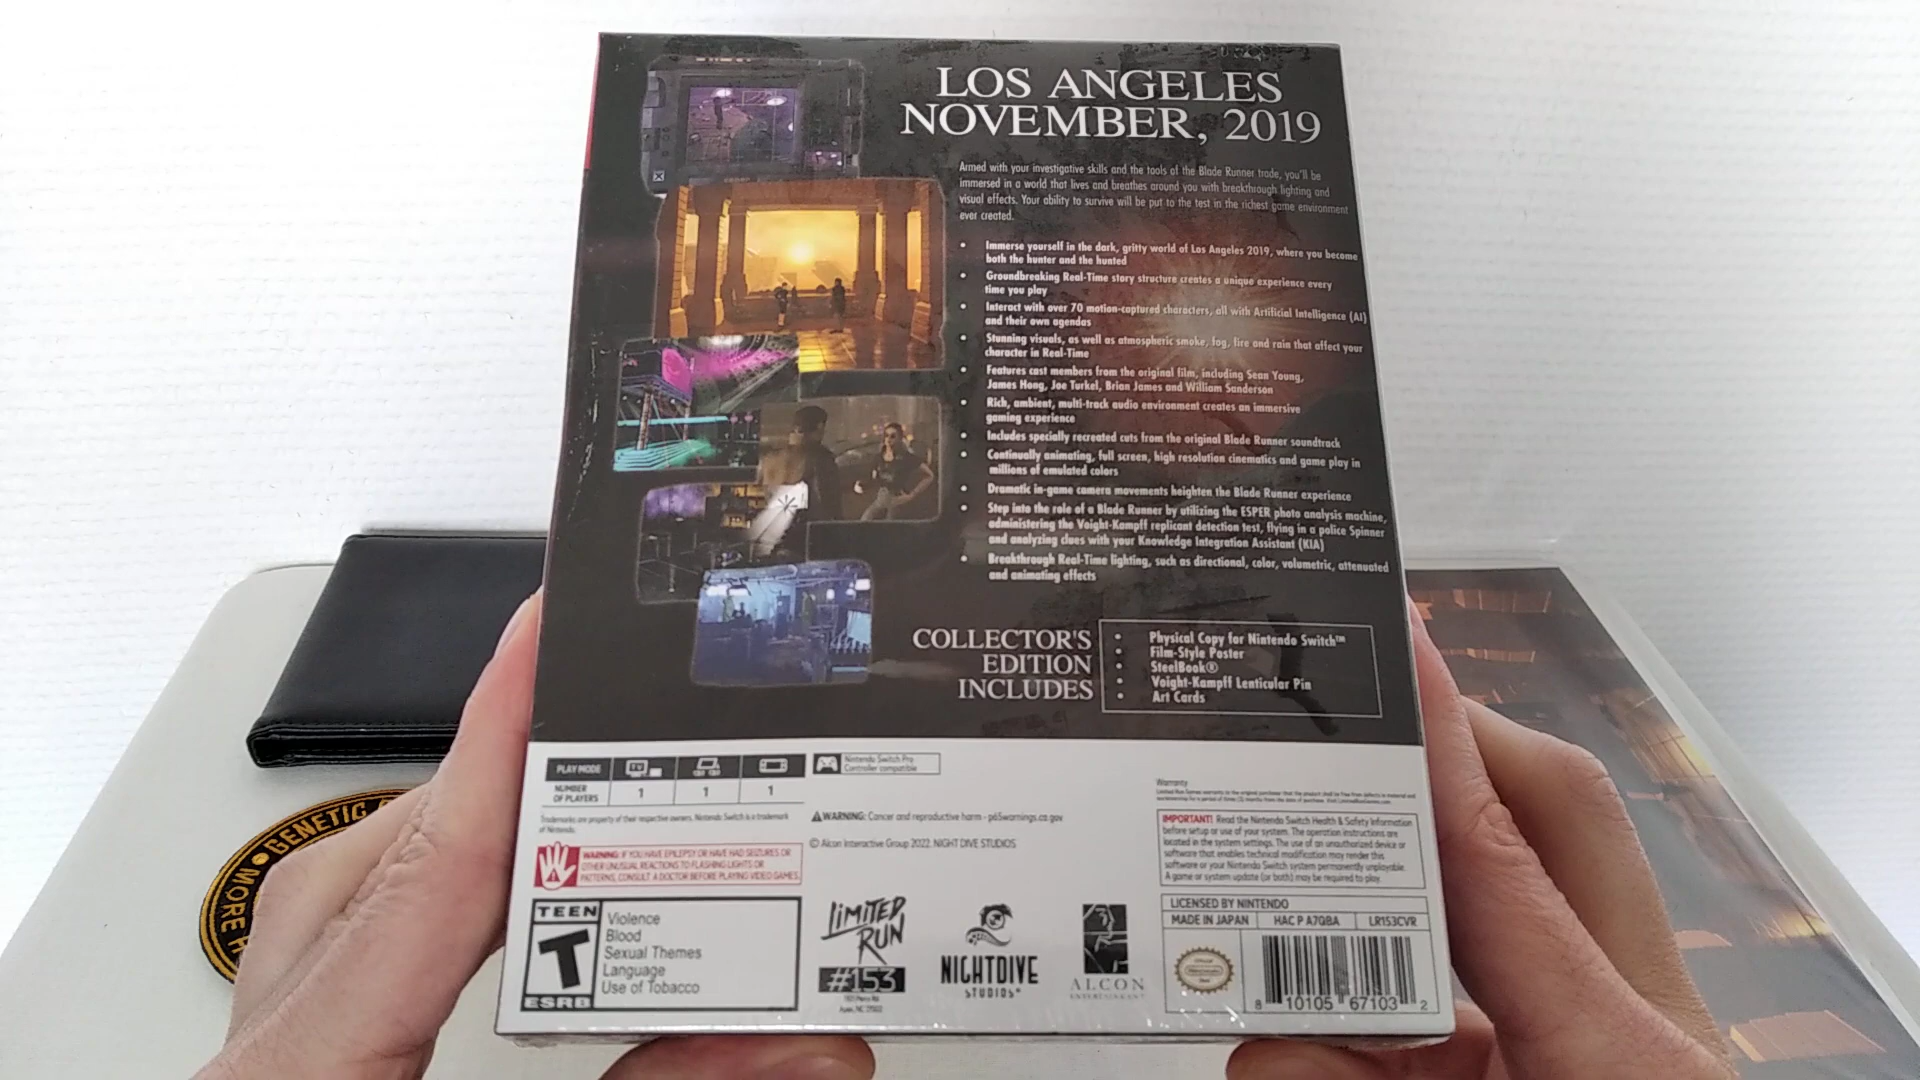 LOS ANGELES
NOVEMBER, 2019
Armed with your investigative skills and the tools of the Blade Runner trade, you'll be
immersed in a world that lives and breathes around you with breakthrough lighting and
visual effects. Your ability to survive will be put to the test in the richest game environment
ever created.
• Immerse yourself in the dark, gritty world of Los Angeles 2019, where you become
both the hunter and the hunted
• Groundbreaking Real-Time story structure creates a unique experience every
time you play
• Interact with over 70 motion-captured characters, all with Artificial Intelligence (AI)
and their own agendas
• Stunning visuals, as well as atmospheric smoke, fog, fire and rain that affect your
character in Real-Time
• Features cast members from the original film, including Sean Young,
James Hong, Joe Turkel, Brian James and William Sanderson
• Rich, ambient, multi-track audio environment creates an immersive
gaming experience
• Includes specially recreated cuts from the original Blade Runner soundtrack
• Continually animating, full screen, high resolution cinematics and game play in
millions of emulated colors
• Dramatic in-game camera movements heighten the Blade Runner experience
• Step into the role of a Blade Runner by utilizing the ESPER photo analysis machine,
administering the Voight-Kampff replicant detection test, flying in a police Spinner
and analyzing clues with your Knowledge Integration Assistant (KIA)
• Breakthrough Real-Time lighting, such as directional, color, volumetric, attenuated
and animating effects
COLLECTOR'S
EDITION
INCLUDES
• Physical Copy for Nintendo Switch™
• Film-Style Poster
• SteelBook®
• Voight-Kampff Lenticular Pin
• Art Cards
PLAY MODE
TV
NUMBER
OF PLAYERS
1
1
1
Nintendo Switch Pro
Controller compatible
Trademarks are property of their respective owners. Nintendo Switch is a trademark
of Nintendo.
WARNING: Cancer and reproductive harm - p65warnings.ca.gov
© Alcon Interactive Group 2022. NIGHT DIVE STUDIOS
WARNING: IF YOU HAVE EPILEPSY OR HAVE HAD SEIZURES OR
OTHER UNUSUAL REACTIONS TO FLASHING LIGHTS OR
PATTERNS, CONSULT A DOCTOR BEFORE PLAYING VIDEO GAMES.
Warranty
IMPORTANT! Read the Nintendo Switch Health & Safety Information
before setup or use of your system. The operation instructions are
located in the system settings. The use of an unauthorized device or
software that enables technical modification may render this
software or your Nintendo Switch system permanently unplayable.
A game or system update (or both) may be required to play.
TEEN
T
ESRB
Violence
Blood
Sexual Themes
Language
Use of Tobacco
LIMITED
RUN
#153
NIGHTDIVE
STUDIOS
ALCON
ENTERTAINMENT
LICENSED BY NINTENDO
MADE IN JAPAN
HAC P A7QBA
LR153CVR
8 10105 67103 2
GENETIC
MORE